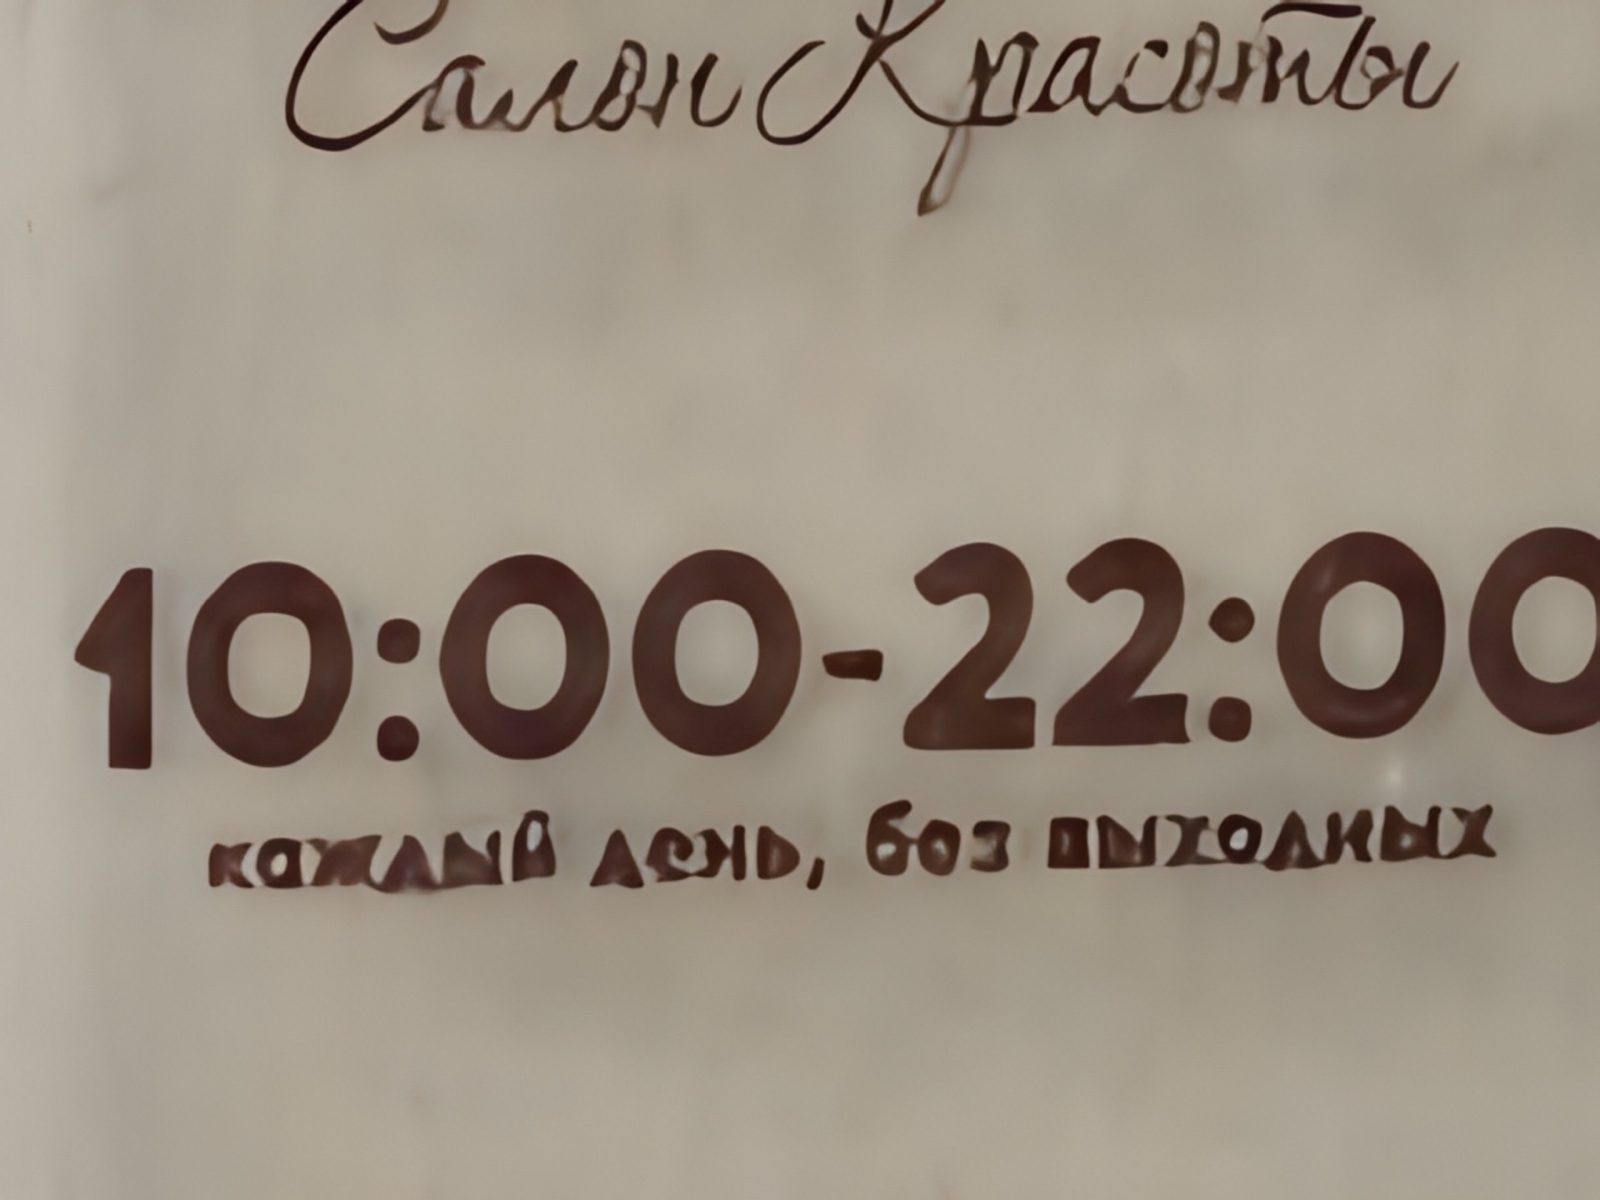 Салон Красоты
10:00-22:00
каждый день, без выходных